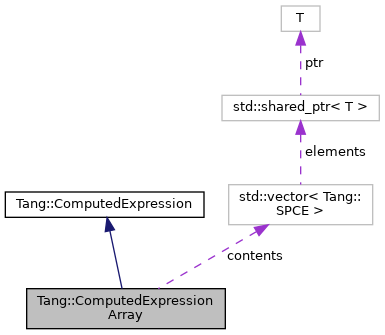 T
ptr
std::shared_ptr< T >
elements
std::vector< Tang::
SPCE >
Tang::ComputedExpression
contents
Tang::ComputedExpression
Array